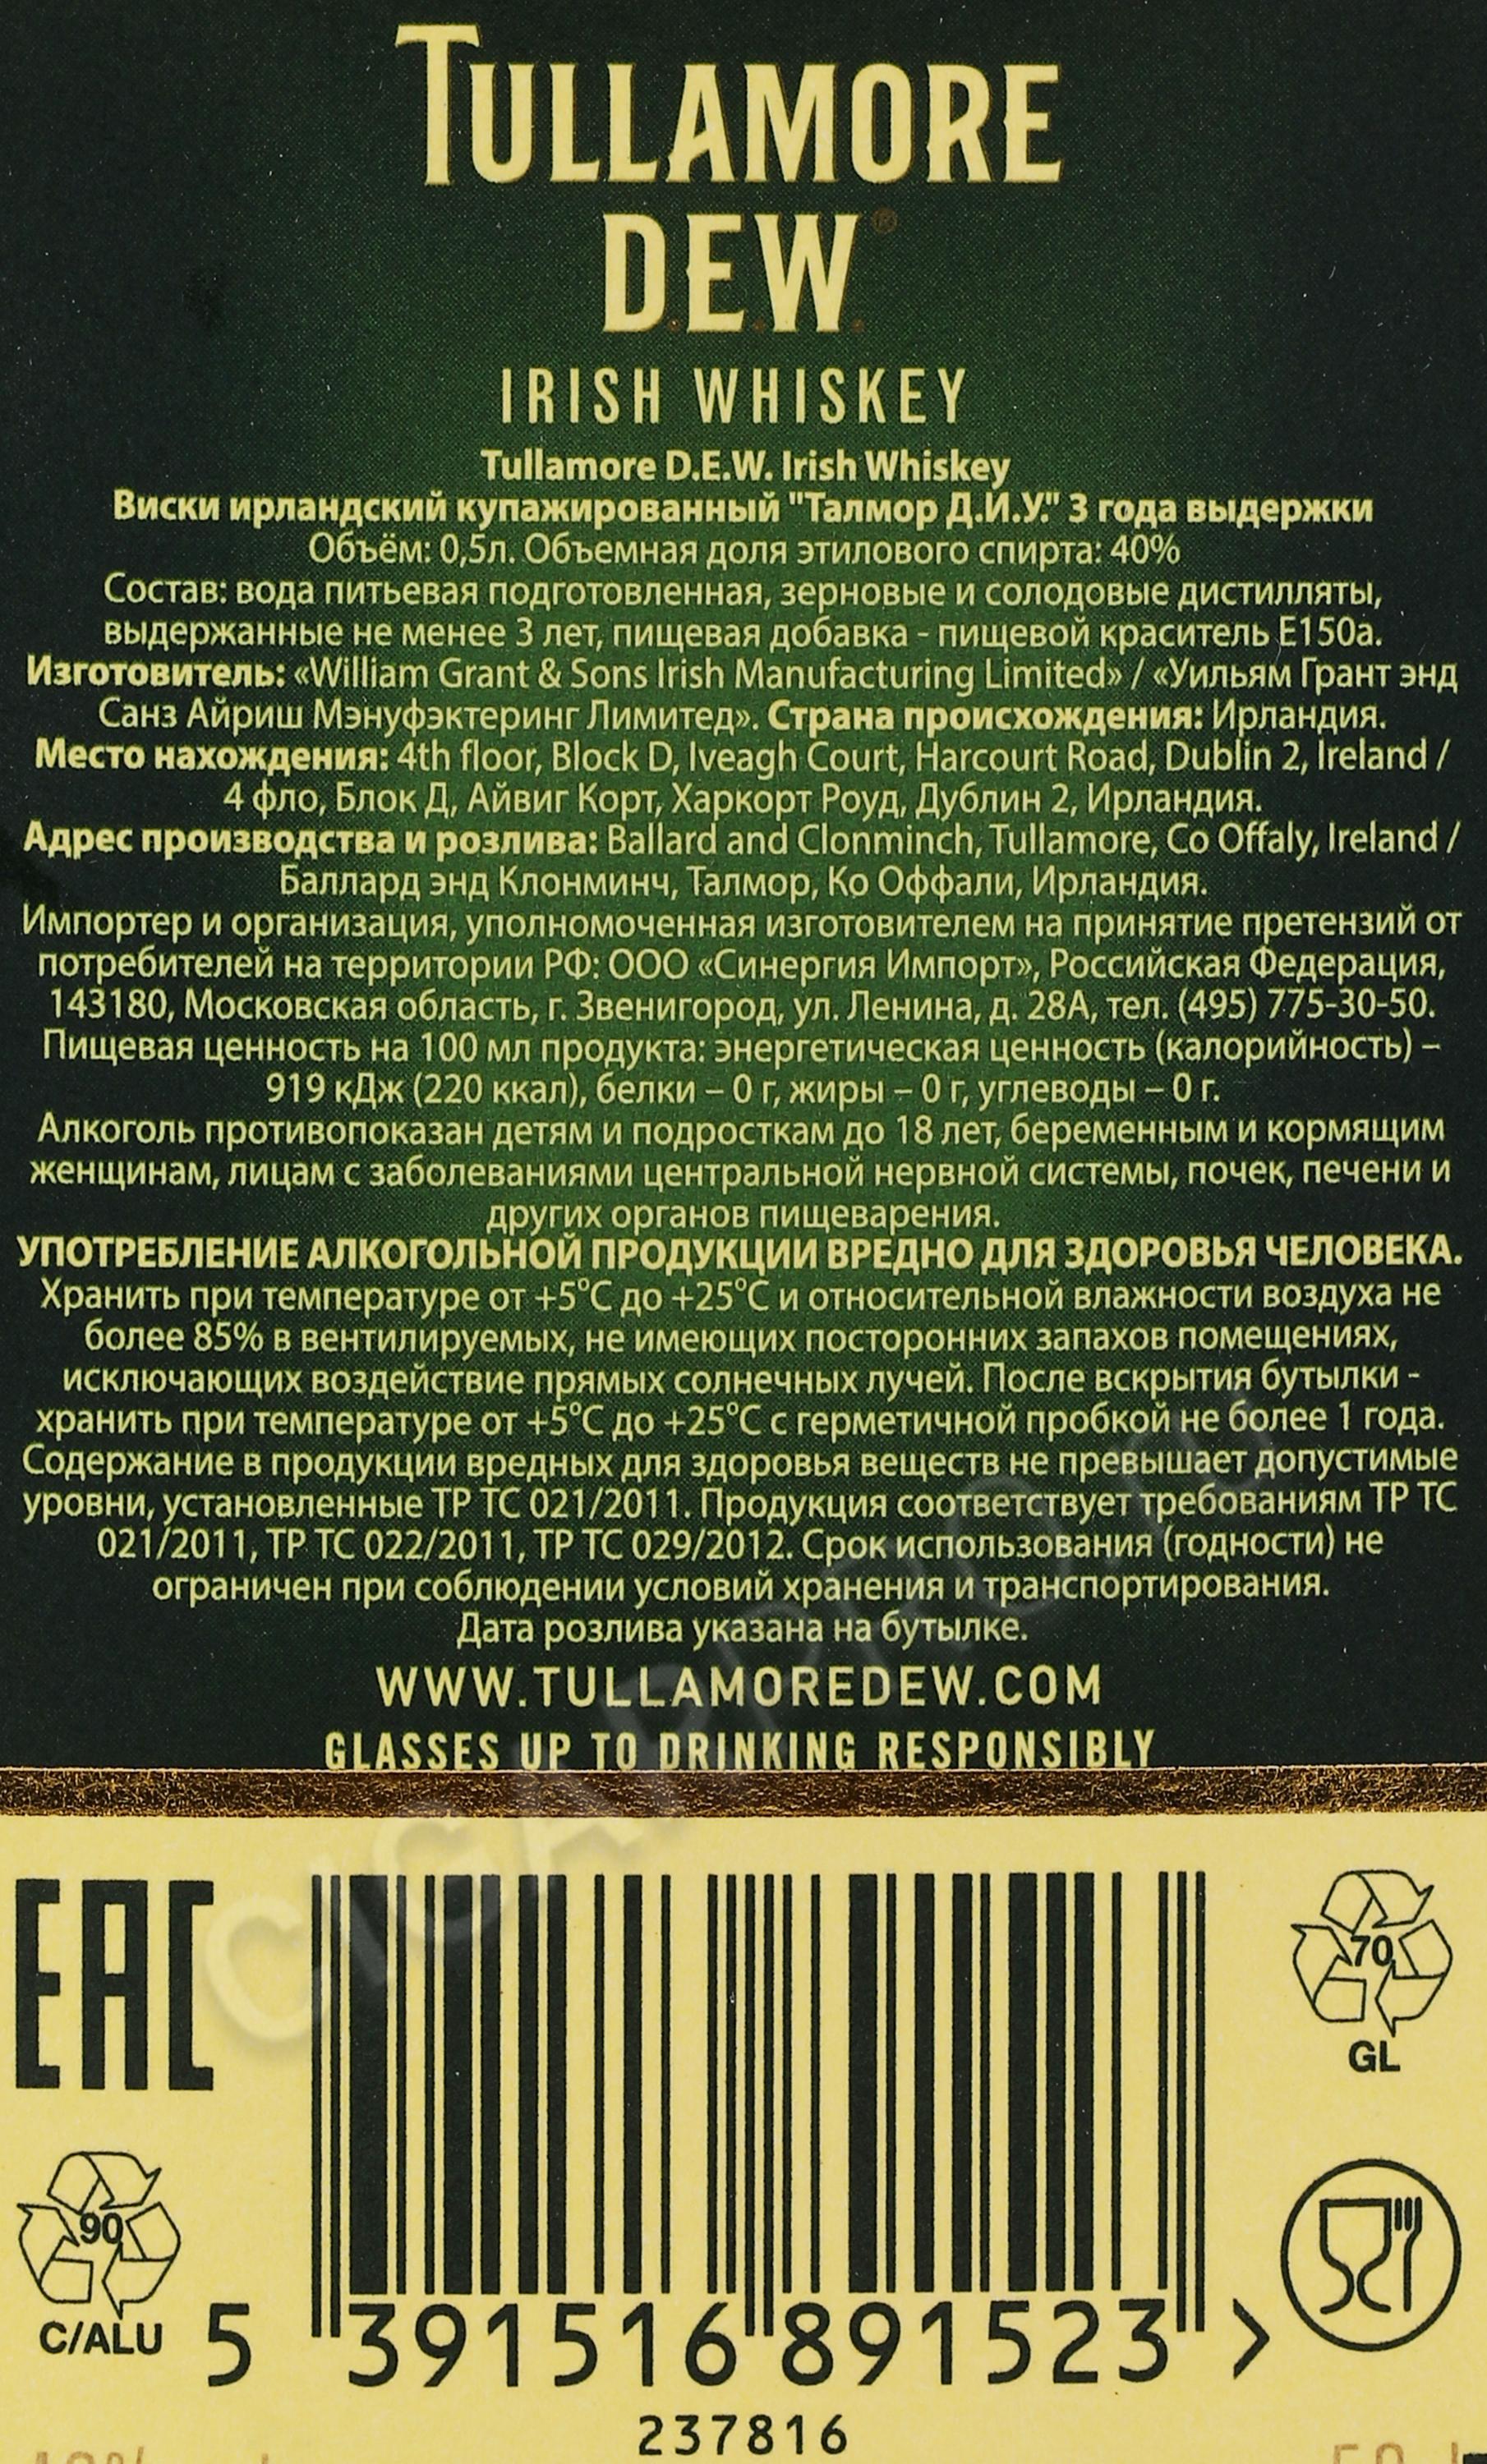 TULLAMORE
D.E.W.®
IRISH WHISKEY
Tullamore D.E.W. Irish Whiskey
Виски ирландский купажированный "Талмор Д.И.У." 3 года выдержки
Объём: 0,5л. Объемная доля этилового спирта: 40%
Состав: вода питьевая подготовленная, зерновые и солодовые дистилляты,
выдержанные не менее 3 лет, пищевая добавка - пищевой краситель Е150а.
Изготовитель: «William Grant & Sons Irish Manufacturing Limited» / «Уильям Грант энд
Санз Айриш Мэнуфэктеринг Лимитед». Страна происхождения: Ирландия.
Место нахождения: 4th floor, Block D, Iveagh Court, Harcourt Road, Dublin 2, Ireland /
4 фло, Блок Д, Айвиг Корт, Харкорт Роуд, Дублин 2, Ирландия.
Адрес производства и розлива: Ballard and Clonminch, Tullamore, Co Offaly, Ireland /
Баллард энд Клонминч, Талмор, Ко Оффали, Ирландия.
Импортер и организация, уполномоченная изготовителем на принятие претензий от
потребителей на территории РФ: ООО «Синергия Импорт», Российская Федерация,
143180, Московская область, г. Звенигород, ул. Ленина, д. 28А, тел. (495) 775-30-50.
Пищевая ценность на 100 мл продукта: энергетическая ценность (калорийность) –
919 кДж (220 ккал), белки – 0 г, жиры – 0 г, углеводы – 0 г.
Алкоголь противопоказан детям и подросткам до 18 лет, беременным и кормящим
женщинам, лицам с заболеваниями центральной нервной системы, почек, печени и
других органов пищеварения.
УПОТРЕБЛЕНИЕ АЛКОГОЛЬНОЙ ПРОДУКЦИИ ВРЕДНО ДЛЯ ЗДОРОВЬЯ ЧЕЛОВЕКА.
Хранить при температуре от +5°С до +25°С и относительной влажности воздуха не
более 85% в вентилируемых, не имеющих посторонних запахов помещениях,
исключающих воздействие прямых солнечных лучей. После вскрытия бутылки -
хранить при температуре от +5°С до +25°С с герметичной пробкой не более 1 года.
Содержание в продукции вредных для здоровья веществ не превышает допустимые
уровни, установленные ТР ТС 021/2011. Продукция соответствует требованиям ТР ТС
021/2011, ТР ТС 022/2011, ТР ТС 029/2012. Срок использования (годности) не
ограничен при соблюдении условий хранения и транспортирования.
Дата розлива указана на бутылке.
WWW.TULLAMOREDEW.COM
GLASSES UP TO DRINKING RESPONSIBLY
EAC
70
GL
90
C/ALU
5 391516 891523 >
237816